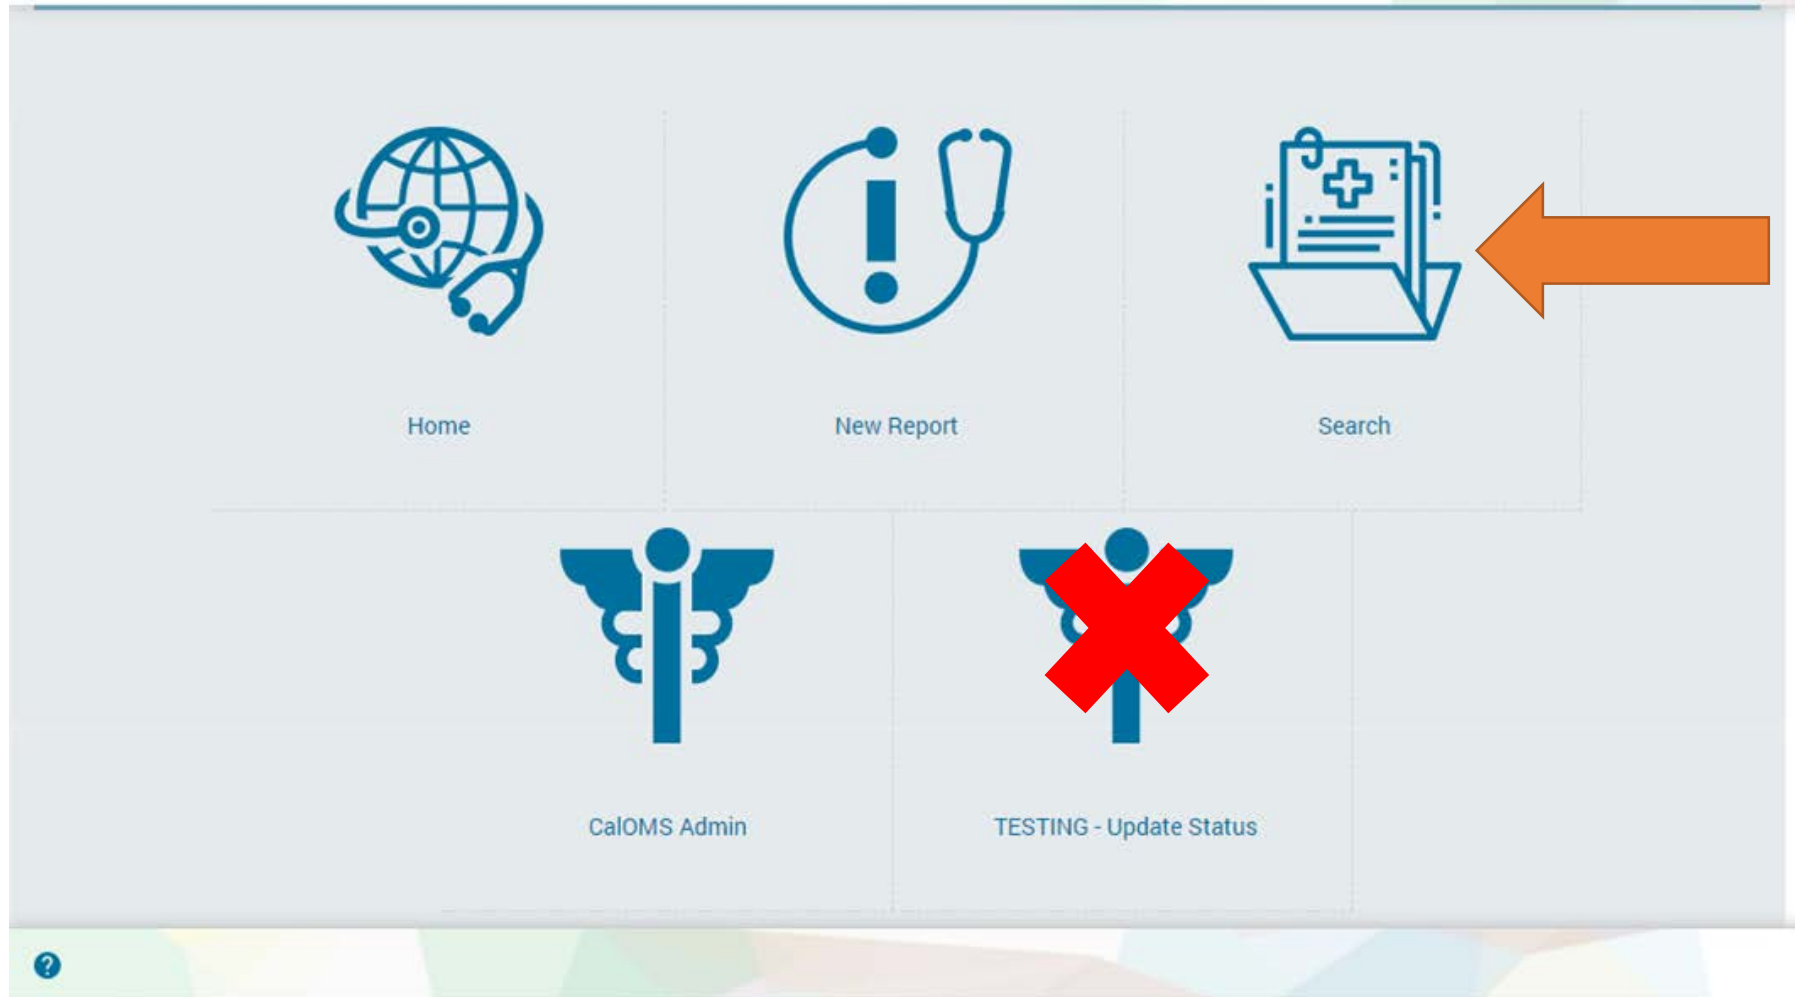 Home
New Report
Search
CalOMS Admin
TESTING - Update Status
?